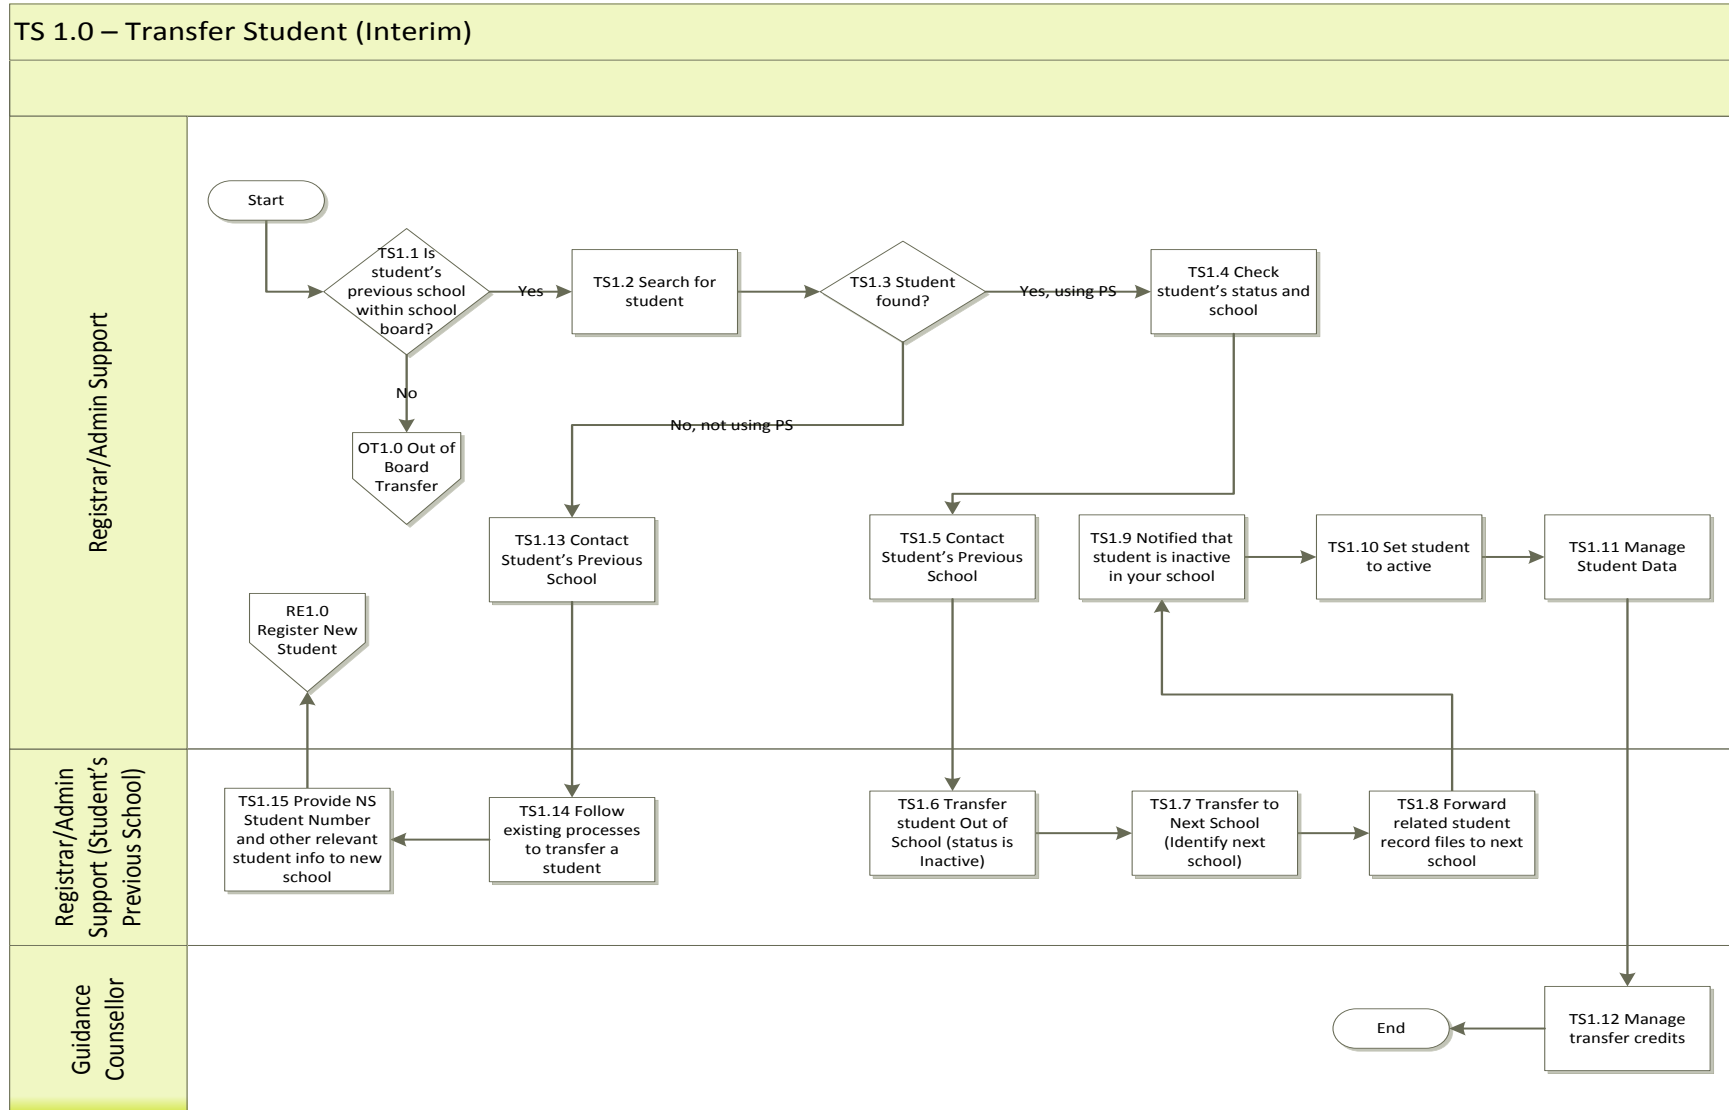 TS 1.0 – Transfer Student (Interim)
Registrar/Admin Support
Start
TS1.1 Is
student’s
previous school
within school
board?
Yes
TS1.2 Search for
student
TS1.3 Student
found?
Yes, using PS
TS1.4 Check
student’s status and
school
No
No, not using PS
OT1.0 Out of
Board
Transfer
TS1.13 Contact
Student’s Previous
School
TS1.5 Contact
Student’s Previous
School
TS1.9 Notified that
student is inactive
in your school
TS1.10 Set student
to active
TS1.11 Manage
Student Data
RE1.0
Register New
Student
Registrar/Admin
Support (Student’s
Previous School)
TS1.15 Provide NS
Student Number
and other relevant
student info to new
school
TS1.14 Follow
existing processes
to transfer a
student
TS1.6 Transfer
student Out of
School (status is
Inactive)
TS1.7 Transfer to
Next School
(Identify next
school)
TS1.8 Forward
related student
record files to next
school
Guidance
Counsellor
End
TS1.12 Manage
transfer credits